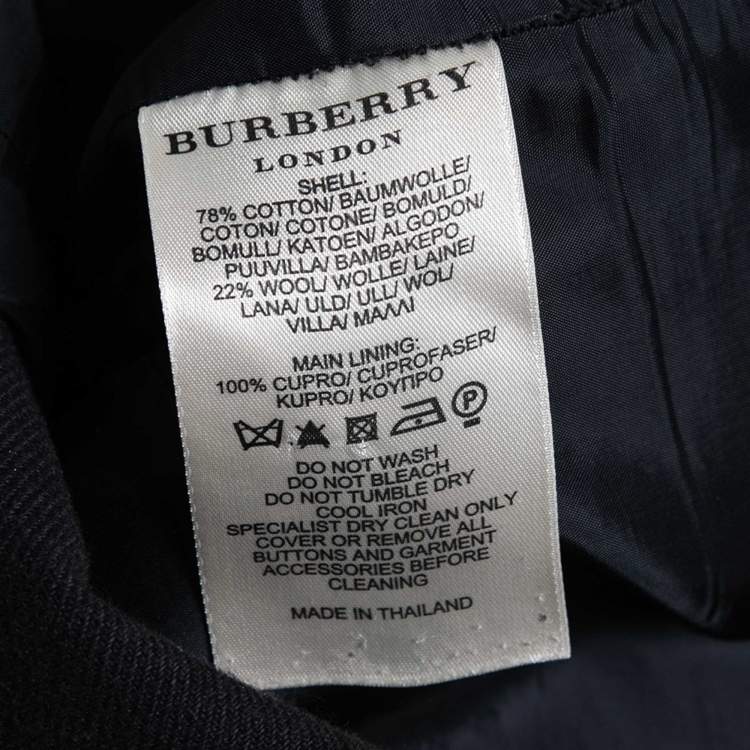 BURBERRY
LONDON
SHELL:
78% COTTON/ BAUMWOLLE/
COTON/ COTONE/ BOMULD/
BOMULL/ KATOEN/ ALGODON/
PUUVILLA/ ΒΑΜΒΑΚΕΡΟ
22% WOOL/ WOLLE/ LAINE/
LANA/ ULD/ ULL/ WOL/
VILLA/ ΜΑΛΛΙ
MAIN LINING:
100% CUPRO/ CUPROFASER/
KUPRO/ ΚΟΥΠΡΟ
P
DO NOT WASH
DO NOT BLEACH
DO NOT TUMBLE DRY
COOL IRON
SPECIALIST DRY CLEAN ONLY
COVER OR REMOVE ALL
BUTTONS AND GARMENT
ACCESSORIES BEFORE
CLEANING
MADE IN THAILAND